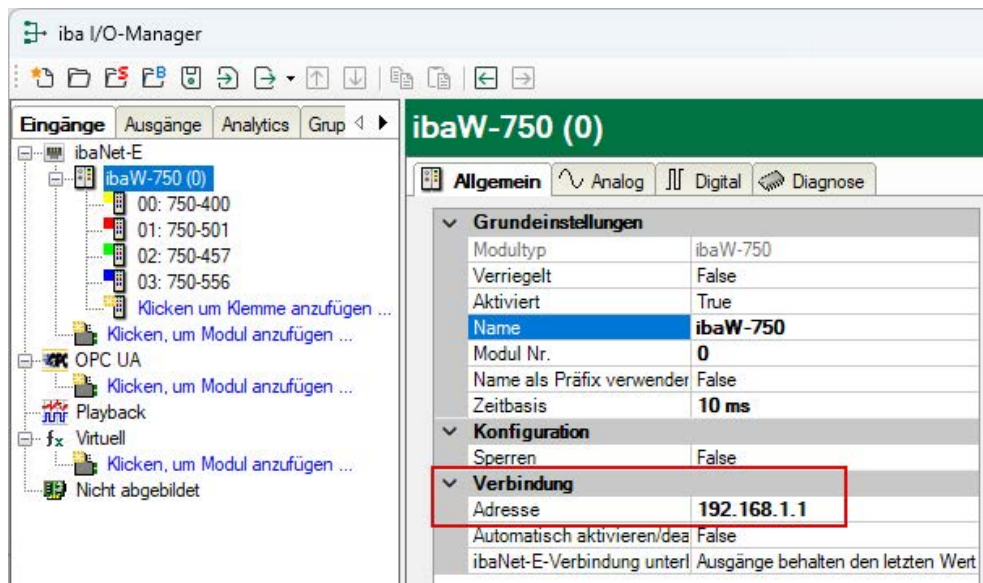 iba I/O-Manager
Eingänge Ausgänge Analytics Grup
ibaNet-E
ibaW-750 (0)
00: 750-400
01: 750-501
02: 750-457
03: 750-556
Klicken um Klemme anzufügen ...
Klicken, um Modul anzufügen ...
OPC UA
Klicken, um Modul anzufügen ...
Playback
Virtuell
Klicken, um Modul anzufügen ...
Nicht abgebildet
ibaW-750 (0)
Allgemein Analog Digital Diagnose
Grundeinstellungen
Modultyp ibaW-750
Verriegelt False
Aktiviert True
Name ibaW-750
Modul Nr. 0
Name als Präfix verwender False
Zeitbasis 10 ms
Konfiguration
Sperren False
Verbindung
Adresse 192.168.1.1
Automatisch aktivieren/dea False
ibaNet-E-Verbindung unterl Ausgänge behalten den letzten Wert